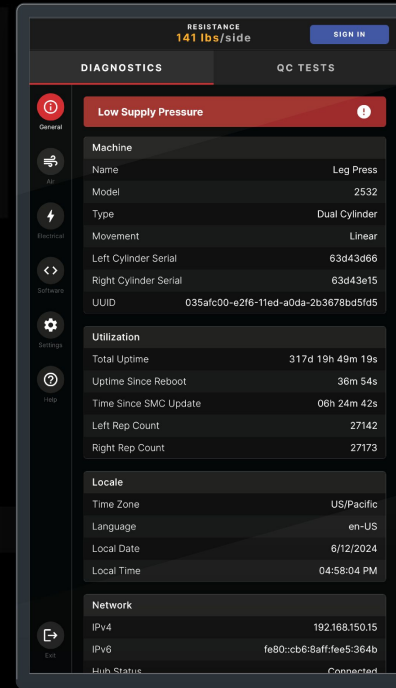 RESISTANCE
141 lbs/side
SIGN IN
DIAGNOSTICS
QC TESTS
General
Air
Electrical
Software
Settings
Help
Exit
Low Supply Pressure
Machine
Name Leg Press
Model 2532
Type Dual Cylinder
Movement Linear
Left Cylinder Serial 63d43d66
Right Cylinder Serial 63d43e15
UUID 035afc00-e2f6-11ed-a0da-2b3678bd5fd5
Utilization
Total Uptime 317d 19h 49m 19s
Uptime Since Reboot 36m 54s
Time Since SMC Update 06h 24m 42s
Left Rep Count 27142
Right Rep Count 27173
Locale
Time Zone US/Pacific
Language en-US
Local Date 6/12/2024
Local Time 04:58:04 PM
Network
IPv4 192.168.150.15
IPv6 fe80::cb6:8aff:fee5:364b
Hub Status Connected